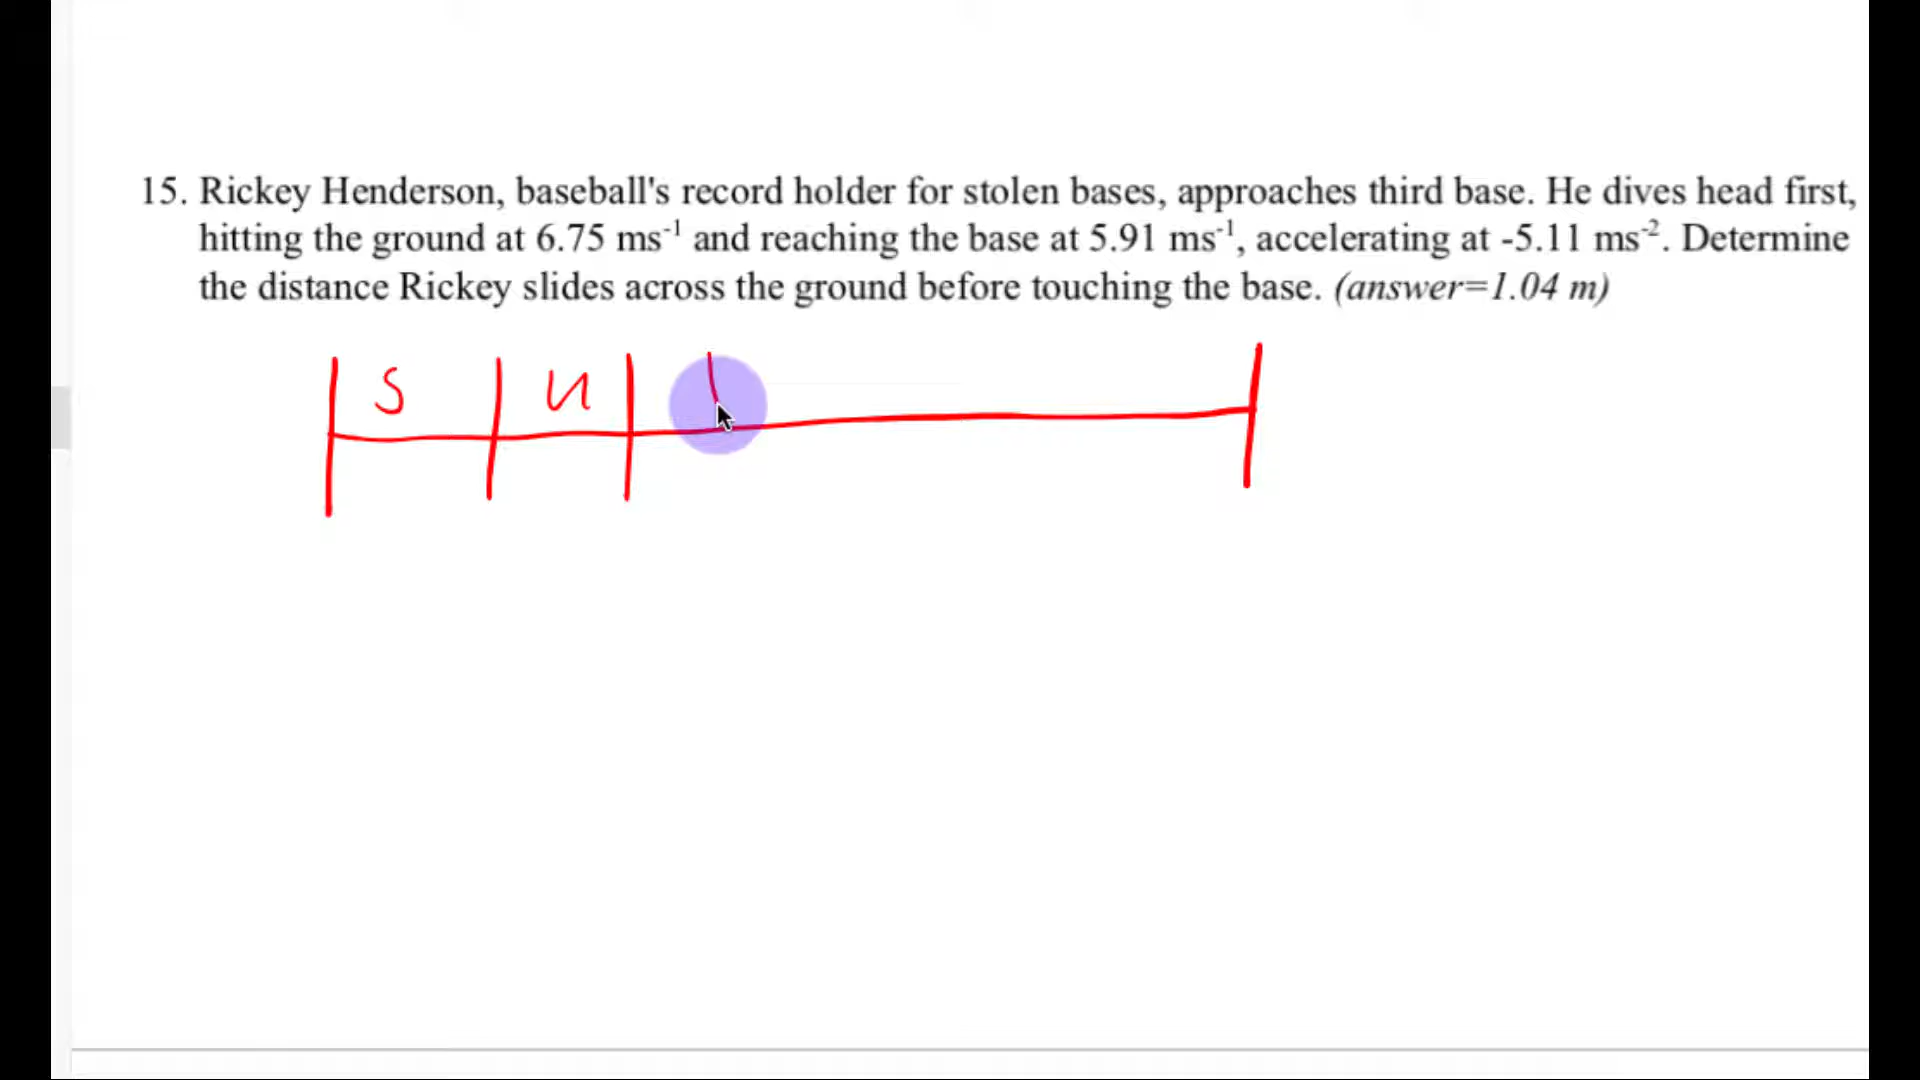 15. Rickey Henderson, baseball's record holder for stolen bases, approaches third base. He dives head first,
hitting the ground at 6.75 ms⁻¹ and reaching the base at 5.91 ms⁻¹, accelerating at -5.11 ms⁻². Determine
the distance Rickey slides across the ground before touching the base. (answer=1.04 m)
s u